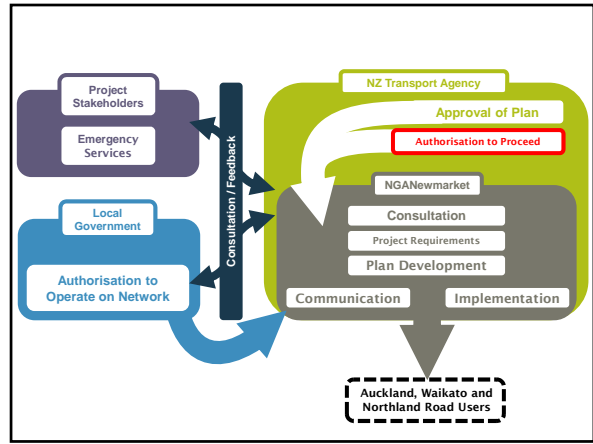 Project
Stakeholders
Emergency
Services
Local
Government
Authorisation to
Operate on Network
Consultation / Feedback
NZ Transport Agency
Approval of Plan
Authorisation to Proceed
NGANewmarket
Consultation
Project Requirements
Plan Development
Communication
Implementation
Auckland, Waikato and
Northland Road Users